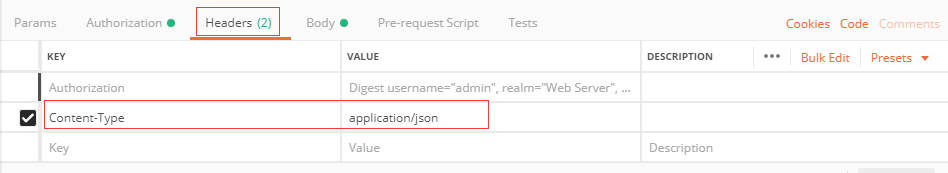 Params Authorization Headers (2) Body Pre-request Script Tests Cookies Code Comments
KEY VALUE DESCRIPTION ••• Bulk Edit Presets
Authorization Digest username="admin", realm="Web Server", ...
Content-Type application/json
Key Value Description